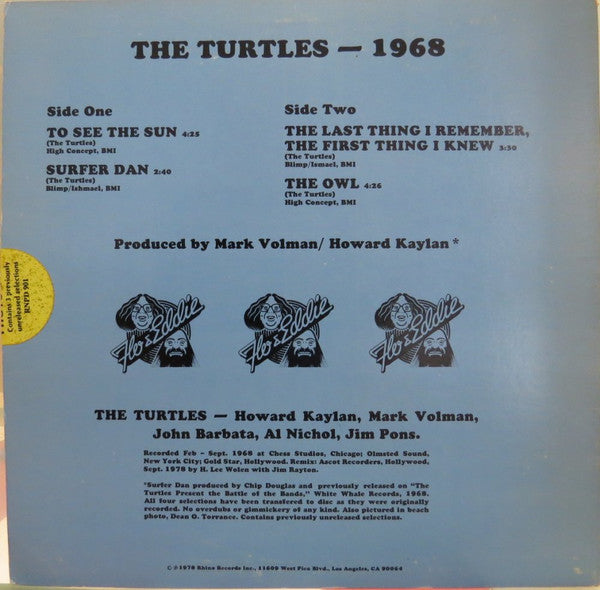 THE TURTLES — 1968
Side One
TO SEE THE SUN 4:25
(The Turtles)
High Concept, BMI
SURFER DAN 2:40
(The Turtles)
Blimp/Ishmael, BMI
Side Two
THE LAST THING I REMEMBER,
THE FIRST THING I KNEW 3:50
(The Turtles)
Blimp/Ismael, BMI
THE OWL 4:26
(The Turtles)
High Concept, BMI
Produced by Mark Volman/ Howard Kaylan*
Contains 3 previously
unreleased selections
RNPD 901
Flo & Eddie
Flo & Eddie
Flo & Eddie
THE TURTLES — Howard Kaylan, Mark Volman,
John Barbata, Al Nichol, Jim Pons.
Recorded Feb - Sept. 1968 at Chess Studios, Chicago; Olmsted Sound,
New York City; Gold Star, Hollywood. Remix: Ascot Recorders, Hollywood,
Sept. 1978 by H. Lee Wolen with Jim Rayton.
*Surfer Dan produced by Chip Douglas and previously released on "The
Turtles Present the Battle of the Bands," White Whale Records, 1968.
All four selections have been transferred to disc as they were originally
recorded. No overdubs or gimmickery of any kind. Also pictured in beach
photo, Dean O. Torrance. Contains previously unreleased selections.
© ℗ 1978 Rhino Records Inc., 11609 West Pico Blvd., Los Angeles, CA 90064